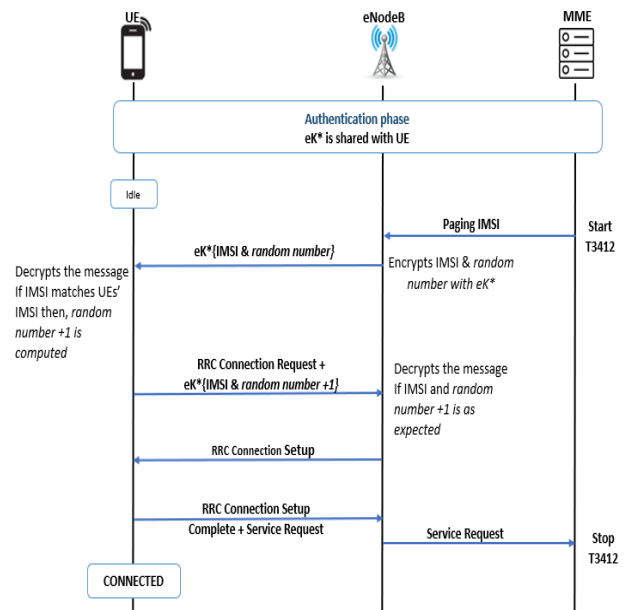 UE
eNodeB
MME
Authentication phase
eK* is shared with UE
Idle
Paging IMSI
Start
T3412
eK*{IMSI & random number}
Encrypts IMSI & random
number with eK*
Decrypts the message
If IMSI matches UEs'
IMSI then, random
number +1 is
computed
RRC Connection Request +
eK*{IMSI & random number +1}
Decrypts the message
If IMSI and random
number +1 is as
expected
RRC Connection Setup
RRC Connection Setup
Complete + Service Request
Service Request
Stop
T3412
CONNECTED